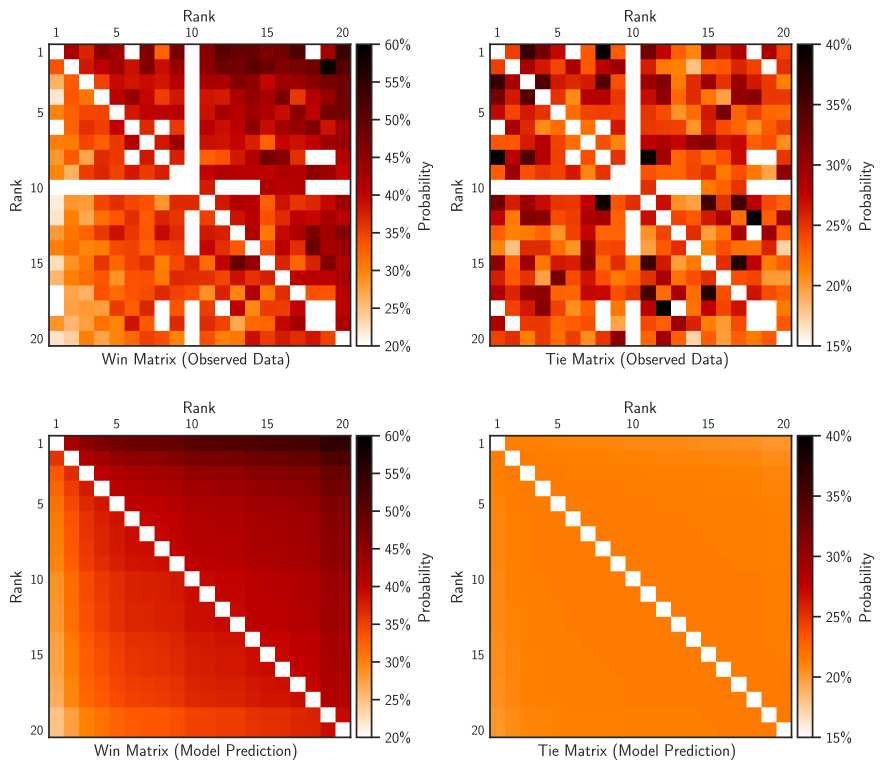 Rank
1 5 10 15 20
1
5
10
15
20
Rank
60%
55%
50%
45%
40%
35%
30%
25%
20%
Probability
Win Matrix (Observed Data)
Rank
1 5 10 15 20
1
5
10
15
20
Rank
40%
35%
30%
25%
20%
15%
Probability
Tie Matrix (Observed Data)
Rank
1 5 10 15 20
1
5
10
15
20
Rank
60%
55%
50%
45%
40%
35%
30%
25%
20%
Probability
Win Matrix (Model Prediction)
Rank
1 5 10 15 20
1
5
10
15
20
Rank
40%
35%
30%
25%
20%
15%
Probability
Tie Matrix (Model Prediction)